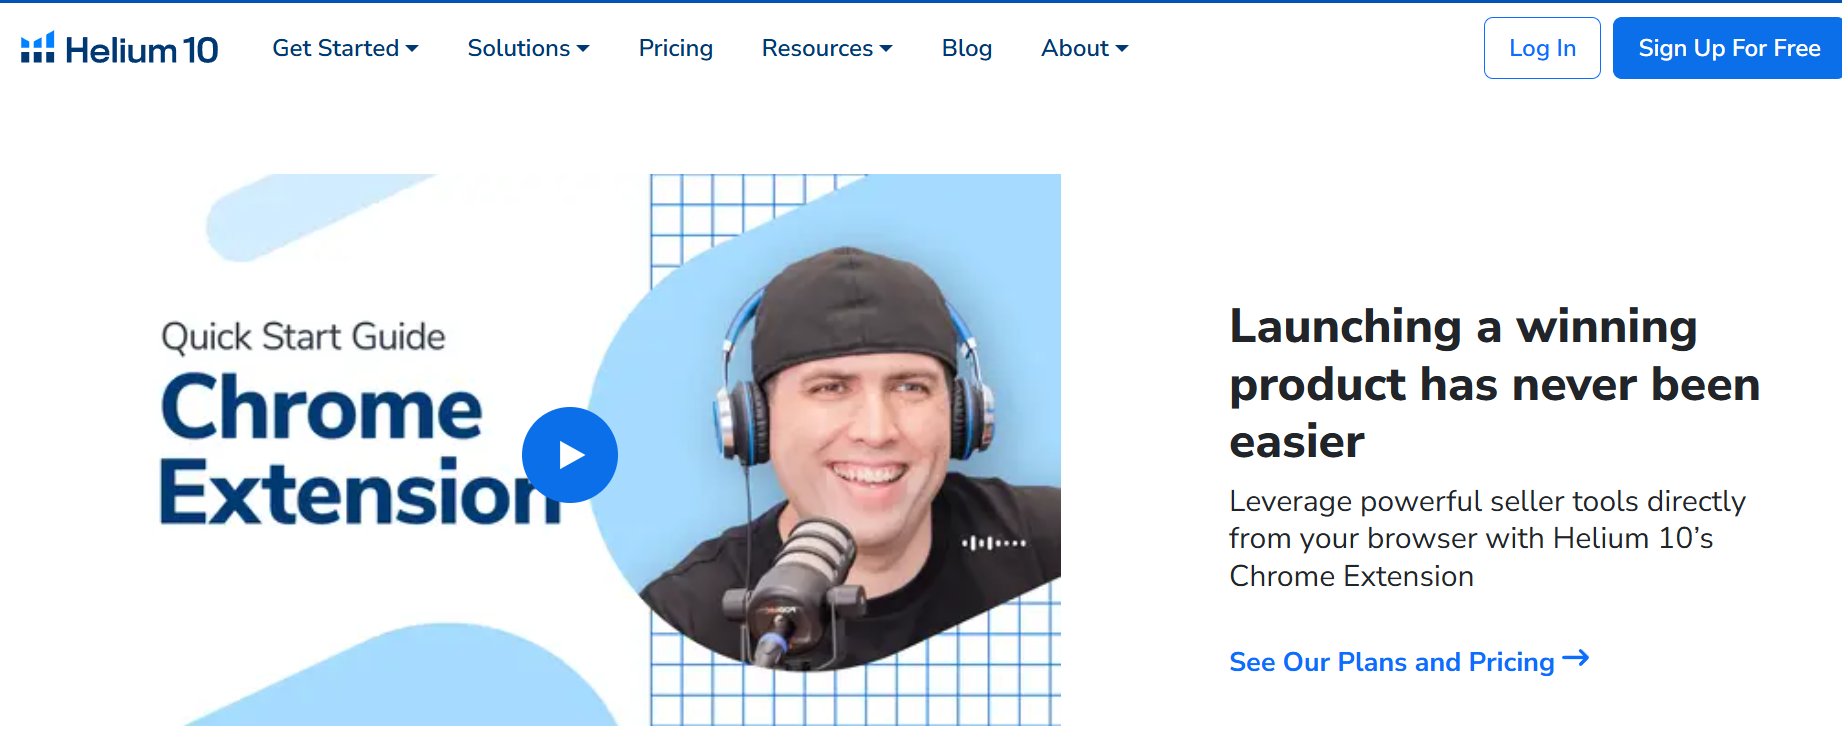 Helium 10
Get Started
Solutions
Pricing
Resources
Blog
About
Log In
Sign Up For Free
Quick Start Guide
Chrome
Extension
Launching a winning
product has never been
easier
Leverage powerful seller tools directly
from your browser with Helium 10’s
Chrome Extension
See Our Plans and Pricing